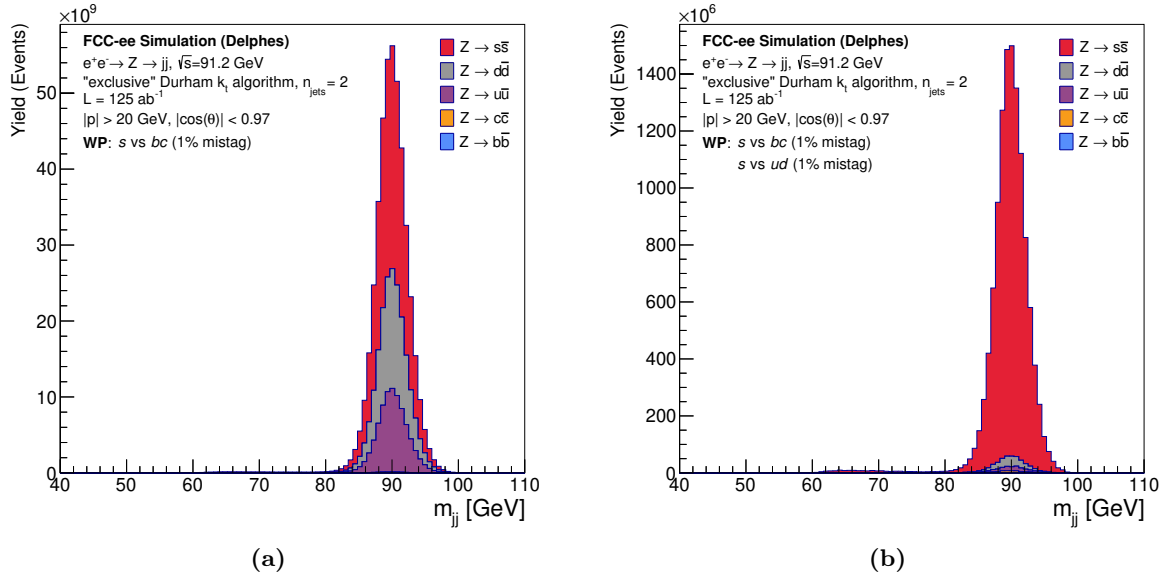 ×10⁹
Yield (Events)
50
40
30
20
10
0
FCC-ee Simulation (Delphes)
e⁺e⁻→ Z → jj, √s=91.2 GeV
"exclusive" Durham kₜ algorithm, n_jets = 2
L = 125 ab⁻¹
|p| > 20 GeV, |cos(θ)| < 0.97
WP: s vs bc (1% mistag)
Z → ss̅
Z → dd̅
Z → uu̅
Z → cc̅
Z → bb̅
40 50 60 70 80 90 100 110
m_jj [GeV]
(a)
×10⁶
Yield (Events)
1400
1200
1000
800
600
400
200
0
FCC-ee Simulation (Delphes)
e⁺e⁻→ Z → jj, √s=91.2 GeV
"exclusive" Durham kₜ algorithm, n_jets = 2
L = 125 ab⁻¹
|p| > 20 GeV, |cos(θ)| < 0.97
WP: s vs bc (1% mistag)
s vs ud (1% mistag)
Z → ss̅
Z → dd̅
Z → uu̅
Z → cc̅
Z → bb̅
40 50 60 70 80 90 100 110
m_jj [GeV]
(b)